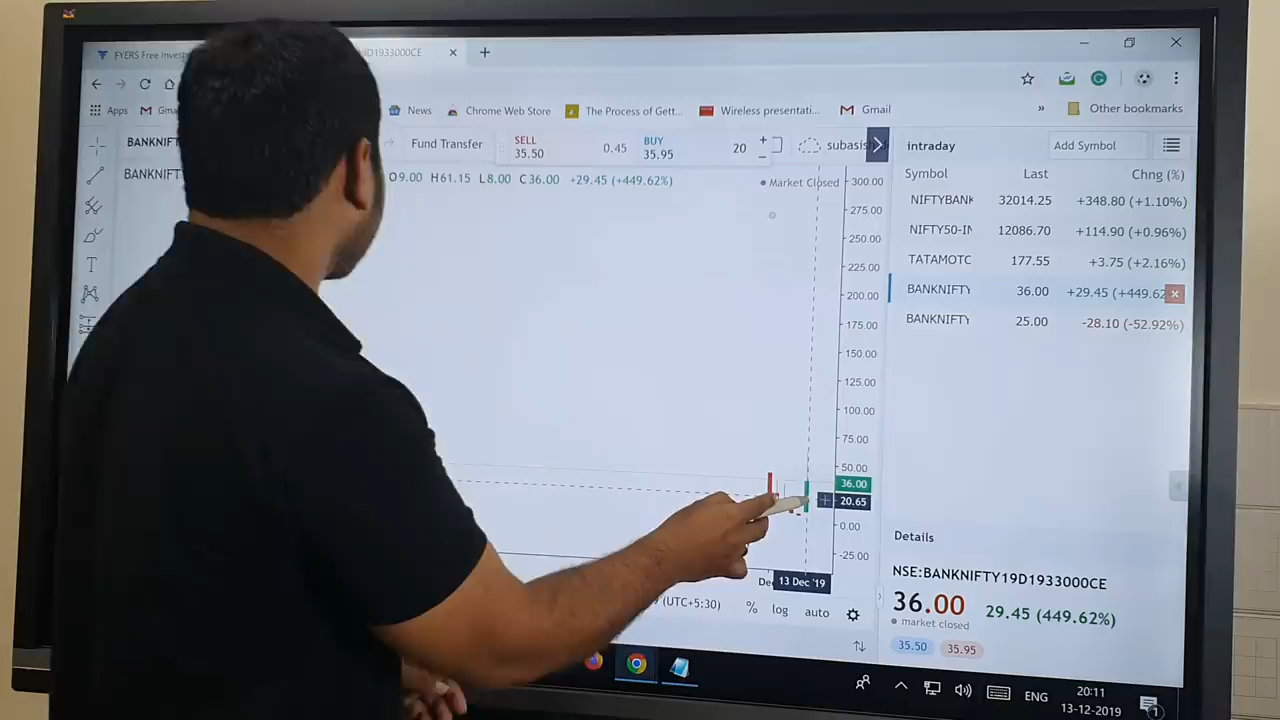 FYERS Free Invest
D1933000CE
Apps
Gma
News
Chrome Web Store
The Process of Gett...
Wireless presentati...
Gmail
»
Other bookmarks
BANKNIFT
Fund Transfer
SELL
35.50
0.45
BUY
35.95
20
subasish
BANKNIFT
O9.00 H61.15 L8.00 C36.00 +29.45 (+449.62%)
Market Closed
300.00
275.00
250.00
225.00
200.00
175.00
150.00
125.00
100.00
75.00
50.00
36.00
20.65
0.00
-25.00
De
13 Dec '19
(UTC+5:30)
%
log
auto
intraday
Add Symbol
Symbol Last Chng (%)
NIFTYBANK 32014.25 +348.80 (+1.10%)
NIFTY50-IN 12086.70 +114.90 (+0.96%)
TATAMOTO 177.55 +3.75 (+2.16%)
BANKNIFTY 36.00 +29.45 (+449.62
BANKNIFTY 25.00 -28.10 (-52.92%)
Details
NSE:BANKNIFTY19D1933000CE
36.00 29.45 (449.62%)
market closed
35.50 35.95
ENG
20:11
13-12-2019
1